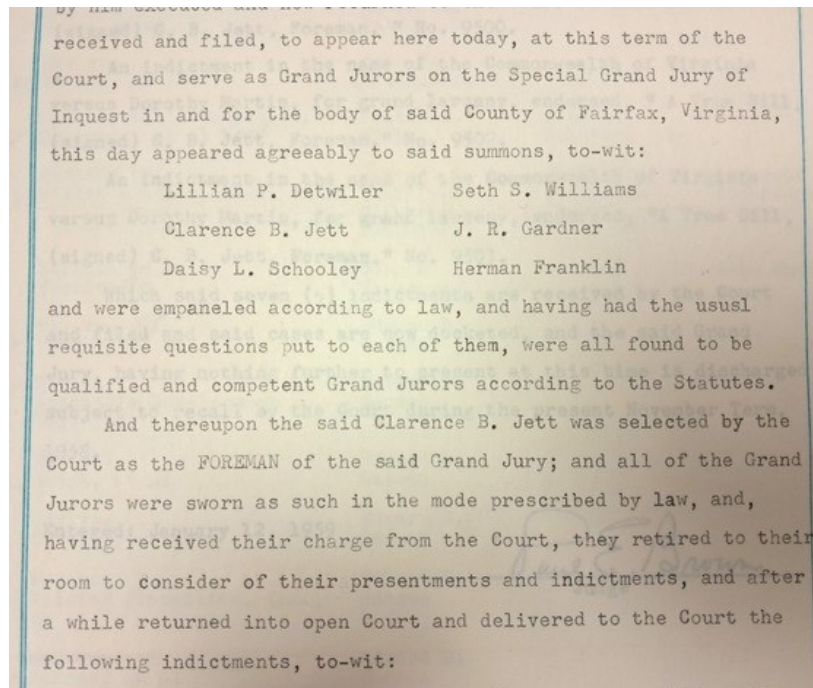 received and filed, to appear here today, at this term of the
Court, and serve as Grand Jurors on the Special Grand Jury of
Inquest in and for the body of said County of Fairfax, Virginia,
this day appeared agreeably to said summons, to-wit:
Lillian P. Detwiler Seth S. Williams
Clarence B. Jett J. R. Gardner
Daisy L. Schooley Herman Franklin
and were empaneled according to law, and having had the ususl
requisite questions put to each of them, were all found to be
qualified and competent Grand Jurors according to the Statutes.
And thereupon the said Clarence B. Jett was selected by the
Court as the FOREMAN of the said Grand Jury; and all of the Grand
Jurors were sworn as such in the mode prescribed by law, and,
having received their charge from the Court, they retired to their
room to consider of their presentments and indictments, and after
a while returned into open Court and delivered to the Court the
following indictments, to-wit: